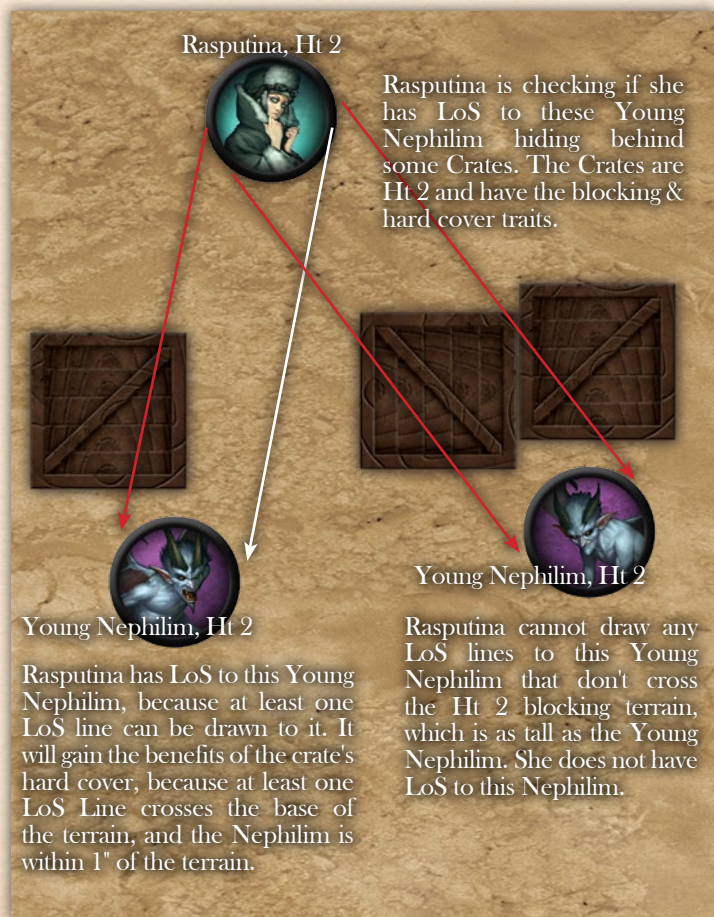 Rasputina, Ht 2
Rasputina is checking if she
has LoS to these Young
Nephilim hiding behind
some Crates. The Crates are
Ht 2 and have the blocking &
hard cover traits.
Young Nephilim, Ht 2
Rasputina has LoS to this Young
Nephilim, because at least one
LoS line can be drawn to it. It
will gain the benefits of the crate's
hard cover, because at least one
LoS Line crosses the base of
the terrain, and the Nephilim is
within 1" of the terrain.
Young Nephilim, Ht 2
Rasputina cannot draw any
LoS lines to this Young
Nephilim that don't cross
the Ht 2 blocking terrain,
which is as tall as the Young
Nephilim. She does not have
LoS to this Nephilim.